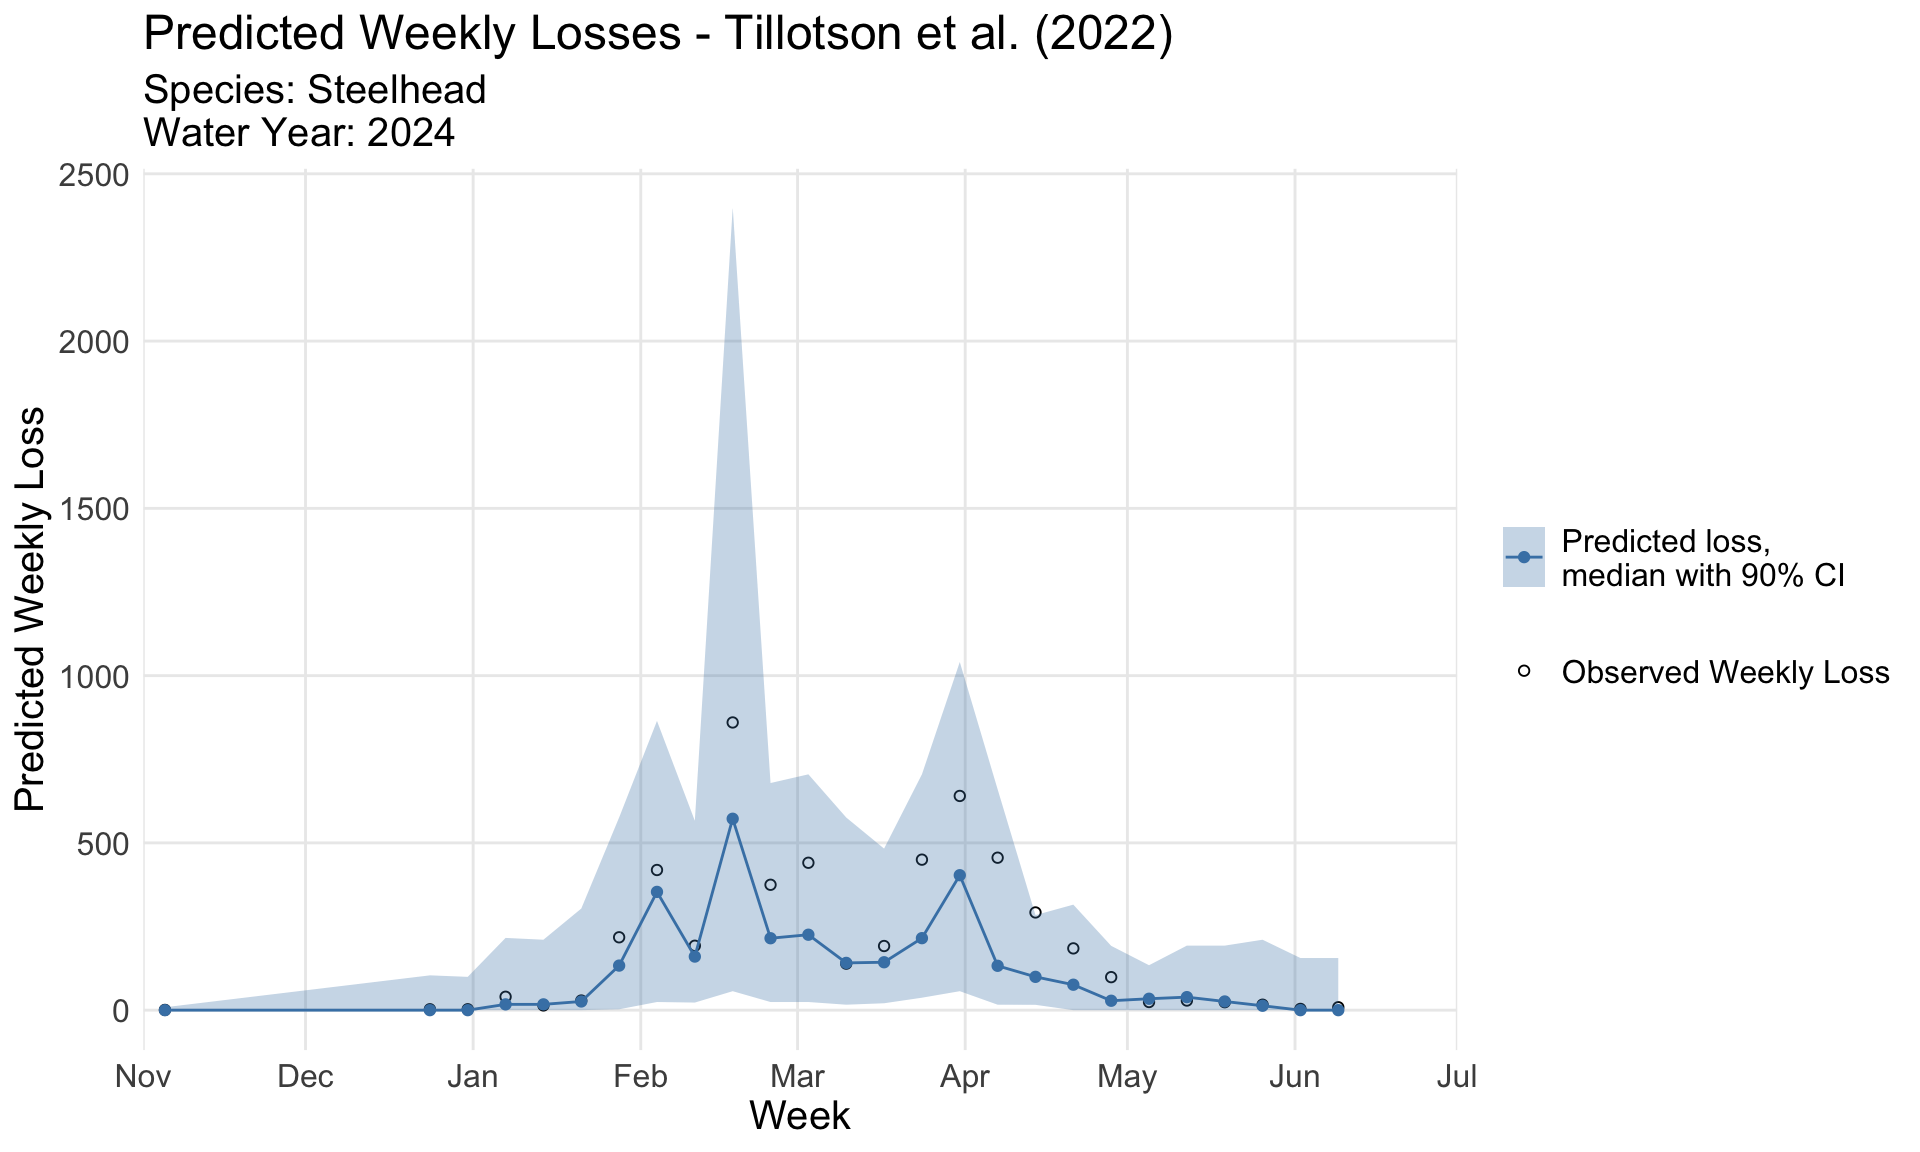 Predicted Weekly Losses - Tillotson et al. (2022)
Species: Steelhead
Water Year: 2024
Predicted Weekly Loss
2500
2000
1500
1000
500
0
Nov
Dec
Jan
Feb
Mar
Apr
May
Jun
Jul
Week
Predicted loss,
median with 90% CI
Observed Weekly Loss